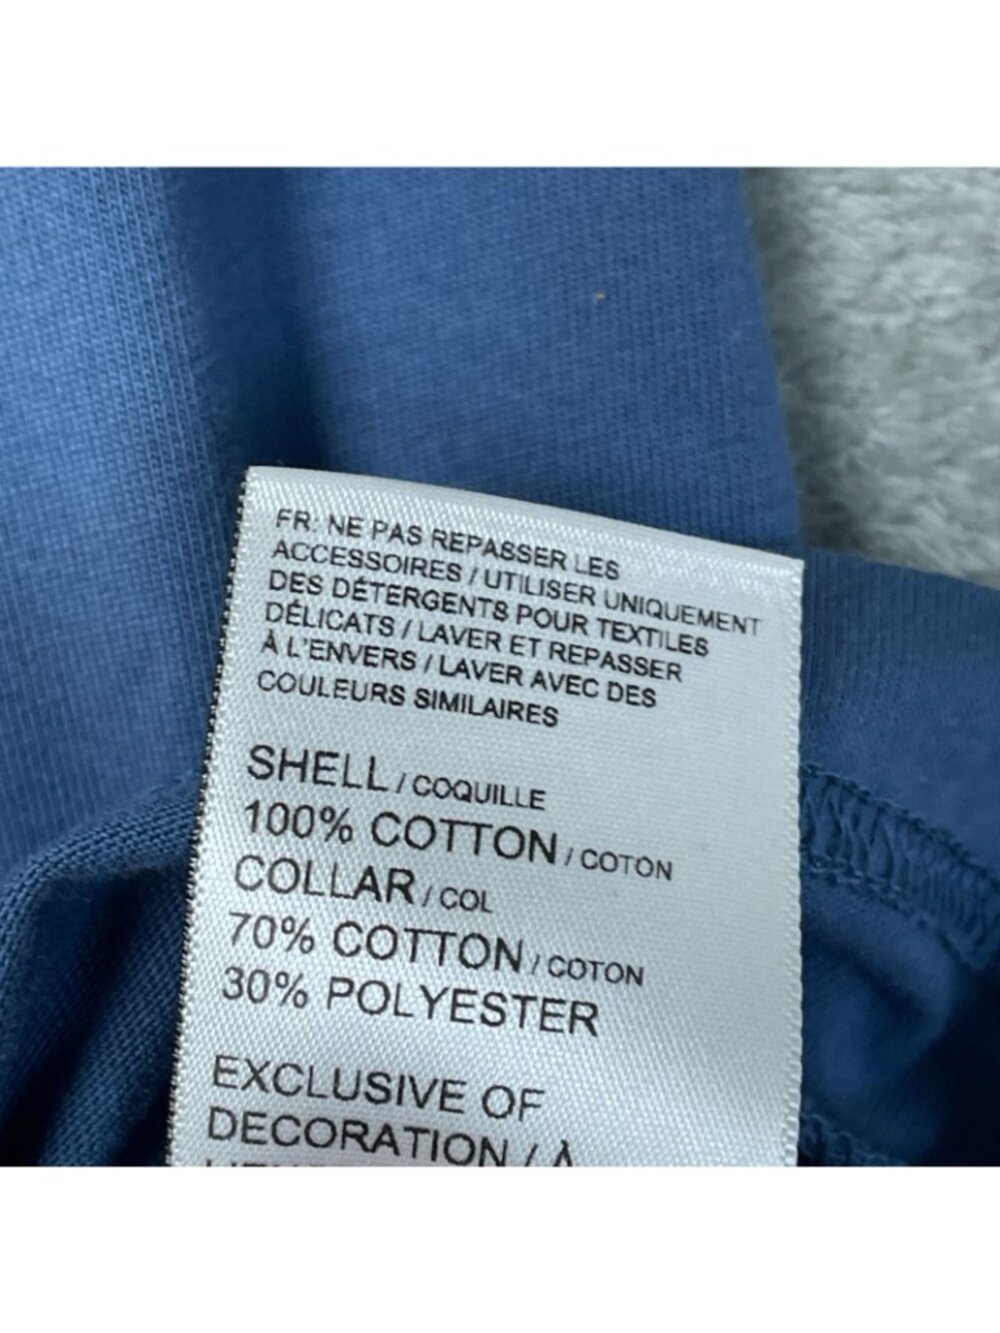 FR: NE PAS REPASSER LES
ACCESSOIRES / UTILISER UNIQUEMENT
DES DÉTERGENTS POUR TEXTILES
DÉLICATS / LAVER ET REPASSER
À L'ENVERS / LAVER AVEC DES
COULEURS SIMILAIRES
SHELL / COQUILLE
100% COTTON / COTON
COLLAR / COL
70% COTTON / COTON
30% POLYESTER
EXCLUSIVE OF
DECORATION / À